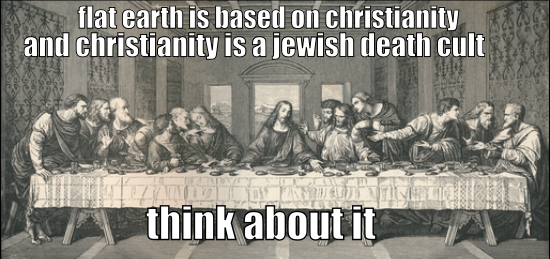 flat earth is based on christianity
and christianity is a jewish death cult
think about it